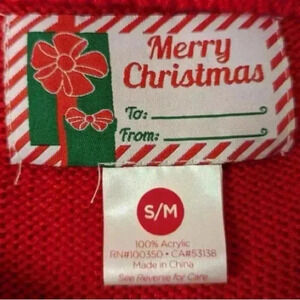 Merry
Christmas
To:
From:
S/M
100% Acrylic
RN#100350 • CA#53138
Made in China
See Reverse for Care